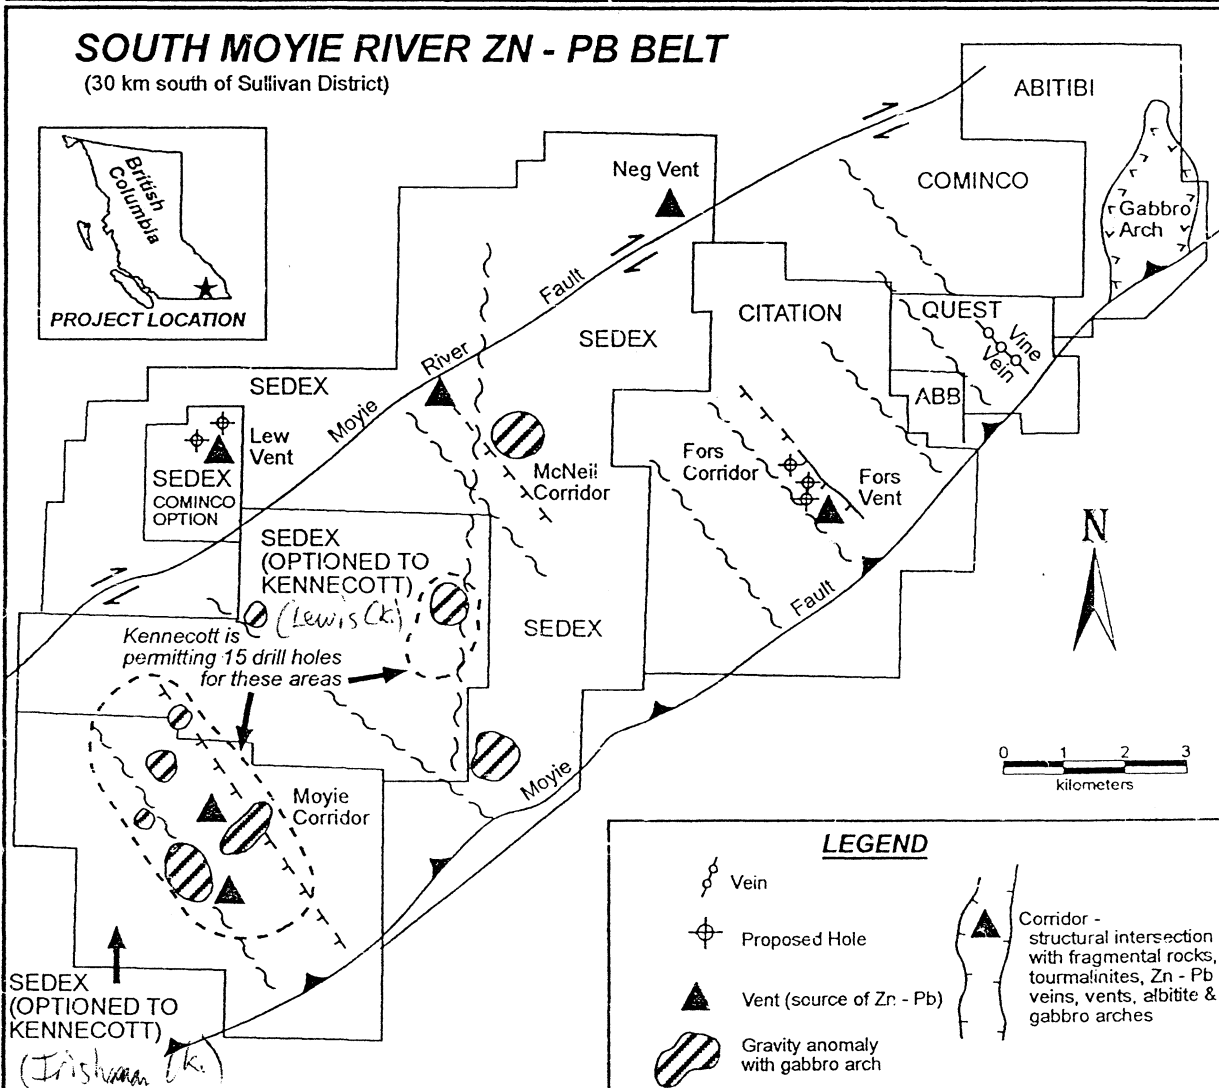 SOUTH MOYIE RIVER ZN - PB BELT
(30 km south of Sullivan District)
British
Columbia
PROJECT LOCATION
ABITIBI
COMINCO
Gabbro
Arch
Neg Vent
Moyie River Fault
SEDEX
CITATION
QUEST
Vine
Vein
ABB
SEDEX
Lew
Vent
SEDEX
COMINCO
OPTION
McNeil
Corridor
Fors
Corridor
Fors
Vent
SEDEX
(OPTIONED TO
KENNECOTT)
(Lewis Ck.)
SEDEX
Kennecott is
permitting 15 drill holes
for these areas
Moyie Fault
Moyie
Corridor
N
SEDEX
(OPTIONED TO
KENNECOTT)
(Irishman Ck.)
0 1 2 3
kilometers
LEGEND
Vein
Proposed Hole
Vent (source of Zn - Pb)
Gravity anomaly
with gabbro arch
Corridor -
structural intersection
with fragmental rocks,
tourmalinites, Zn - Pb
veins, vents, albitite &
gabbro arches